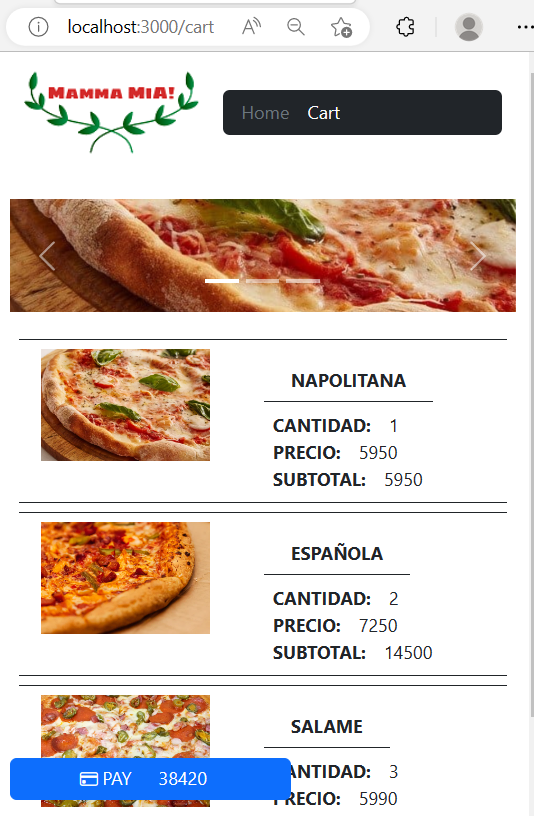 localhost:3000/cart
MAMMA MIA!
Home Cart
NAPOLITANA
CANTIDAD: 1
PRECIO: 5950
SUBTOTAL: 5950
ESPAÑOLA
CANTIDAD: 2
PRECIO: 7250
SUBTOTAL: 14500
SALAME
ANTIDAD: 3
PRECIO: 5990
PAY 38420